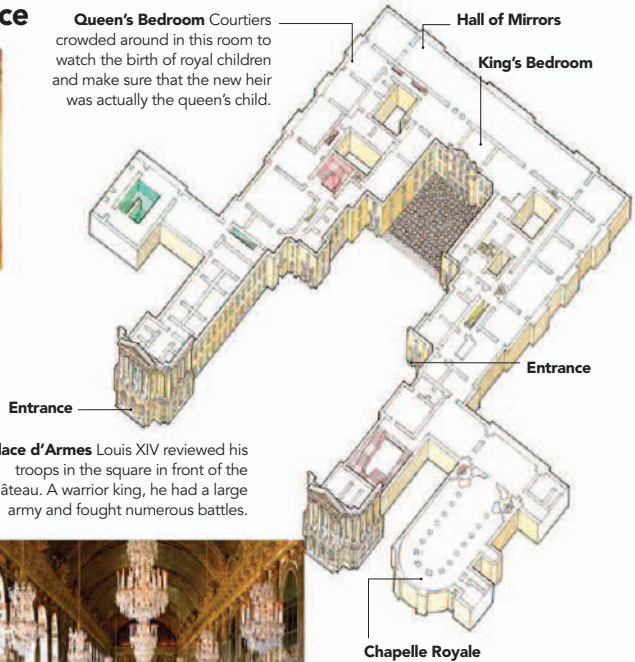 ce
Queen's Bedroom Courtiers
crowded around in this room to
watch the birth of royal children
and make sure that the new heir
was actually the queen's child.
Hall of Mirrors
King's Bedroom
Entrance
Entrance
lace d'Armes Louis XIV reviewed his
troops in the square in front of the
âteau. A warrior king, he had a large
army and fought numerous battles.
Chapelle Royale